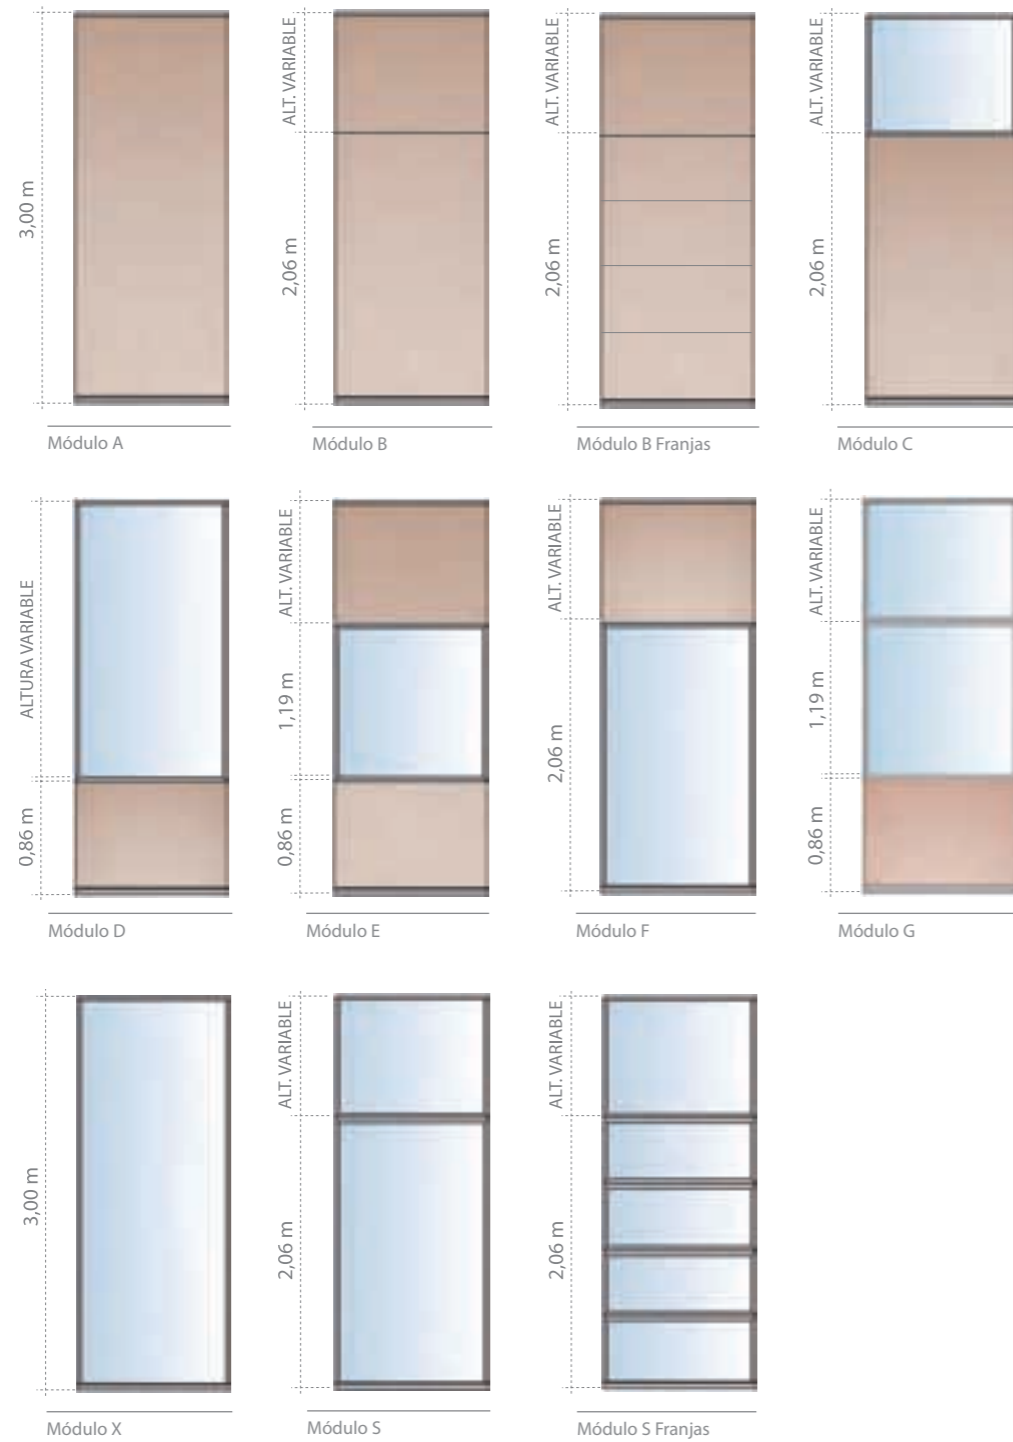 3,00 m
Módulo A
ALT. VARIABLE
2,06 m
Módulo B
ALT. VARIABLE
2,06 m
Módulo B Franjas
ALT. VARIABLE
2,06 m
Módulo C
ALTURA VARIABLE
0,86 m
Módulo D
ALT. VARIABLE
1,19 m
0,86 m
Módulo E
ALT. VARIABLE
2,06 m
Módulo F
ALT. VARIABLE
1,19 m
0,86 m
Módulo G
3,00 m
Módulo X
ALT. VARIABLE
2,06 m
Módulo S
ALT. VARIABLE
2,06 m
Módulo S Franjas